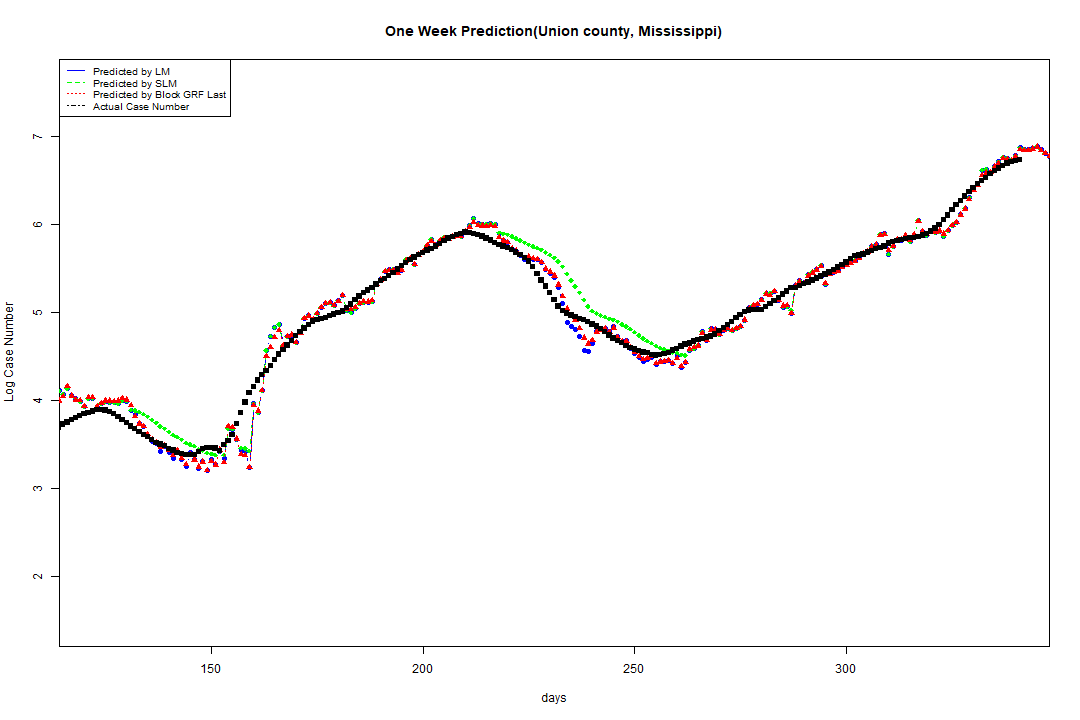 One Week Prediction(Union county, Mississippi)
Predicted by LM
Predicted by SLM
Predicted by Block GRF Last
Actual Case Number
7
6
5
4
3
2
Log Case Number
150 200 250 300
days